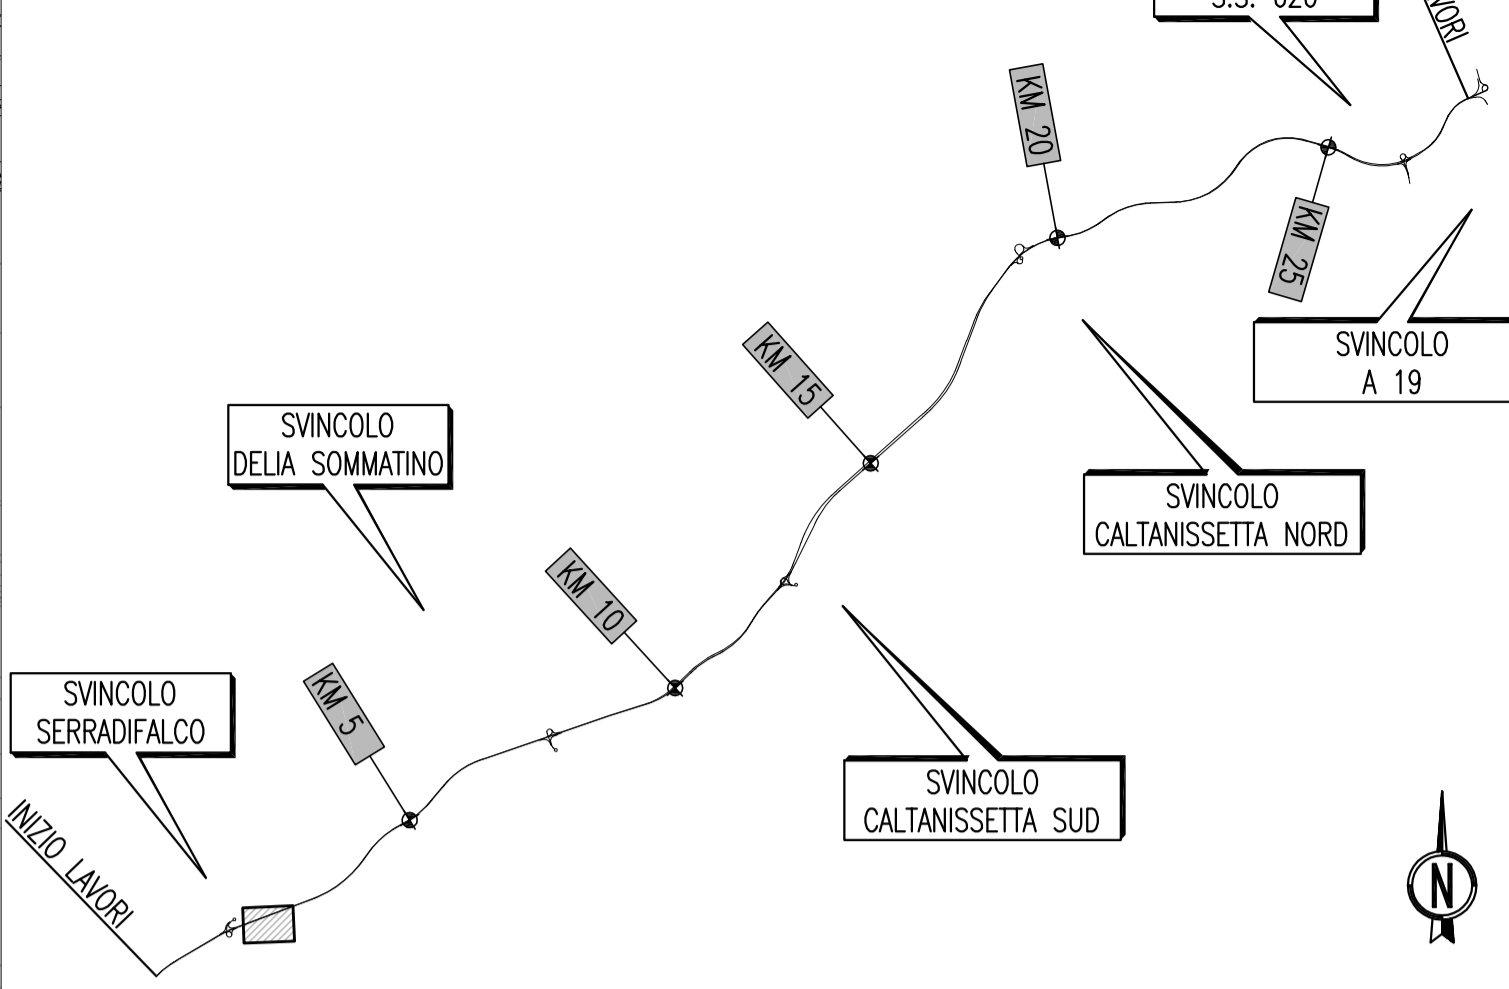 KM 20
KM 25
SVINCOLO
A 19
KM 15
SVINCOLO
DELIA SOMMATINO
SVINCOLO
CALTANISSETTA NORD
KM 10
KM 5
SVINCOLO
SERRADIFALCO
SVINCOLO
CALTANISSETTA SUD
INIZIO LAVORI
N